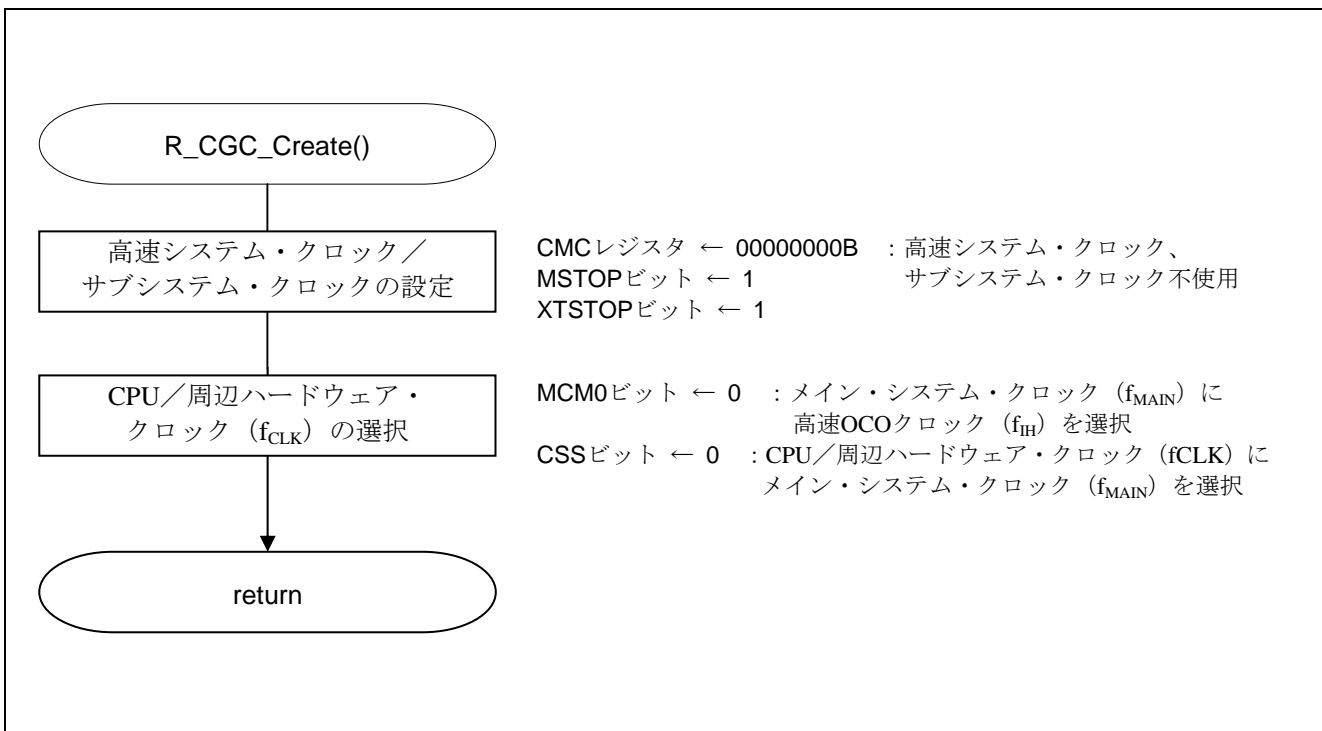 R_CGC_Create()
高速システム・クロック／
サブシステム・クロックの設定
CMCレジスタ ← 00000000B ：高速システム・クロック、
MSTOPビット ← 1 サブシステム・クロック不使用
XTSTOPビット ← 1
CPU／周辺ハードウェア・
クロック（fCLK）の選択
MCM0ビット ← 0 ：メイン・システム・クロック（fMAIN）に
高速OCOクロック（fIH）を選択
CSSビット ← 0 ：CPU／周辺ハードウェア・クロック（fCLK）に
メイン・システム・クロック（fMAIN）を選択
return